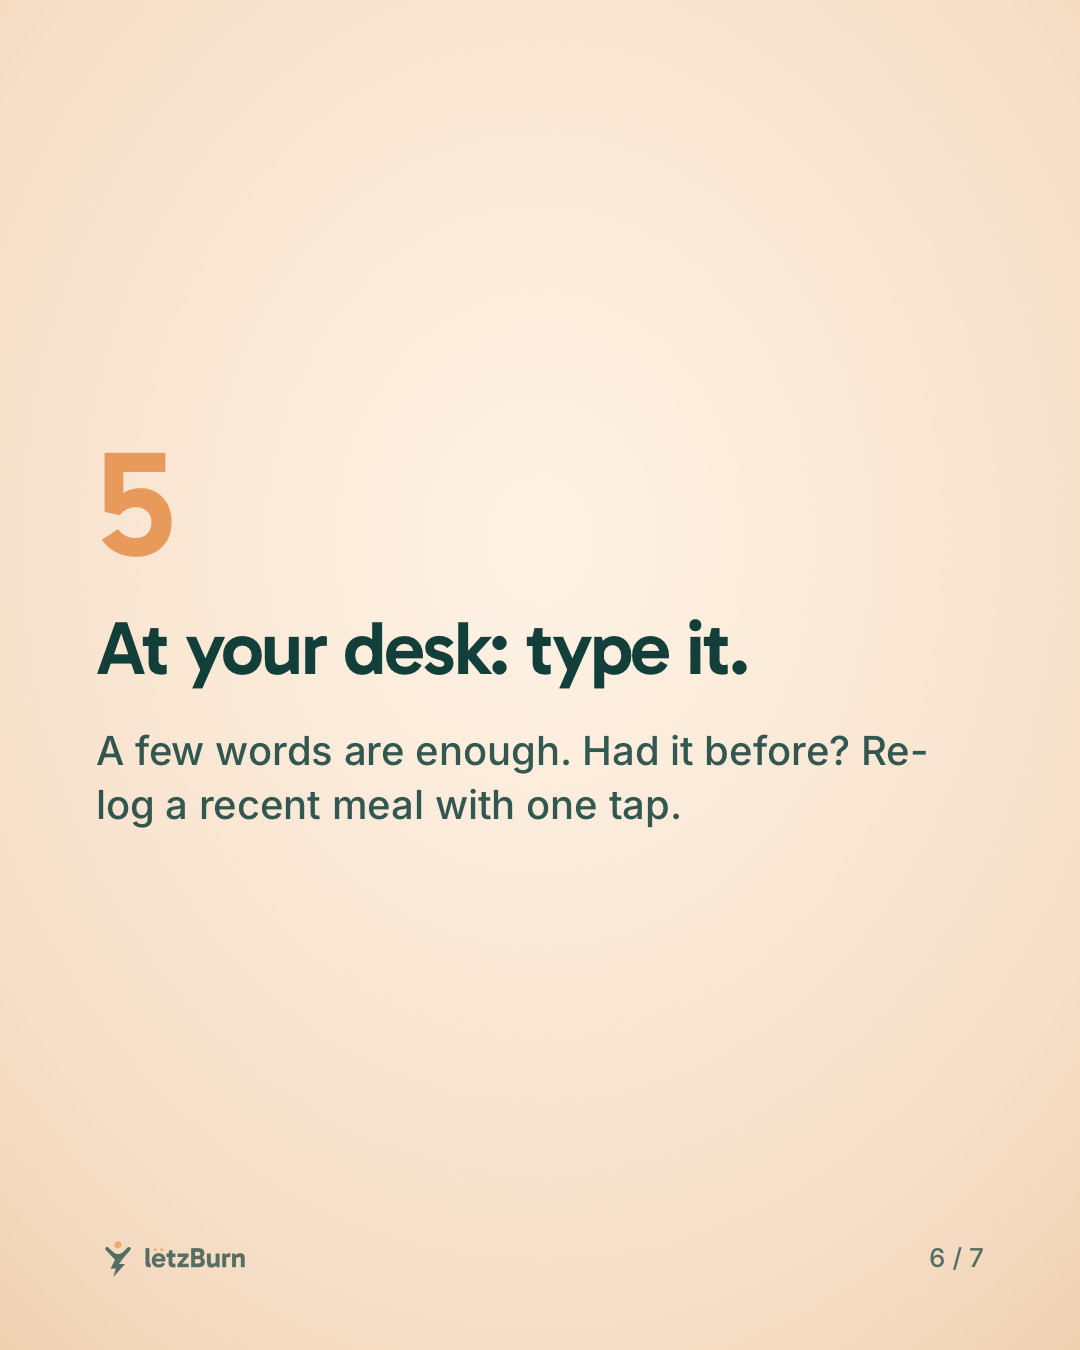 5
At your desk: type it.
A few words are enough. Had it before? Re-
log a recent meal with one tap.
lëtzBurn
6 / 7